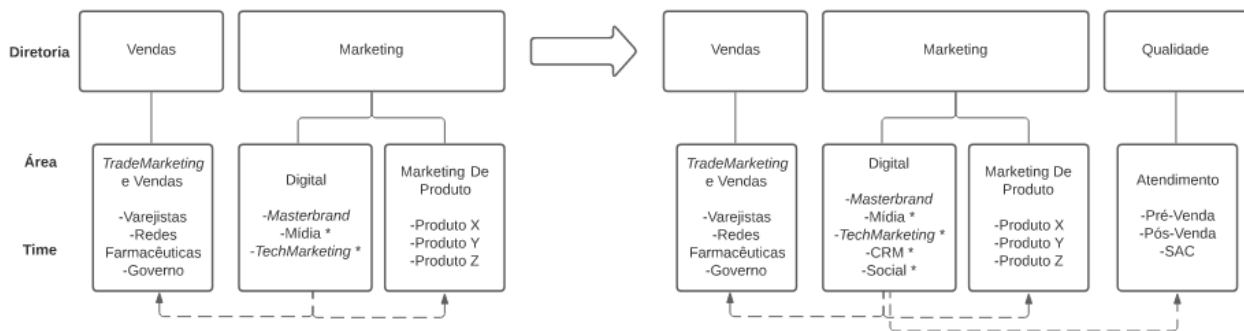 Diretoria
Vendas
Marketing
Vendas
Marketing
Qualidade
Área
TradeMarketing
e Vendas
-Varejistas
-Redes
Farmacêuticas
-Governo
Digital
-Masterbrand
-Mídia *
-TechMarketing *
Marketing De
Produto
-Produto X
-Produto Y
-Produto Z
TradeMarketing
e Vendas
-Varejistas
-Redes
Farmacêuticas
-Governo
Digital
-Masterbrand
-Mídia *
-TechMarketing *
-CRM *
-Social *
Marketing De
Produto
-Produto X
-Produto Y
-Produto Z
Atendimento
-Pré-Venda
-Pós-Venda
-SAC
Time